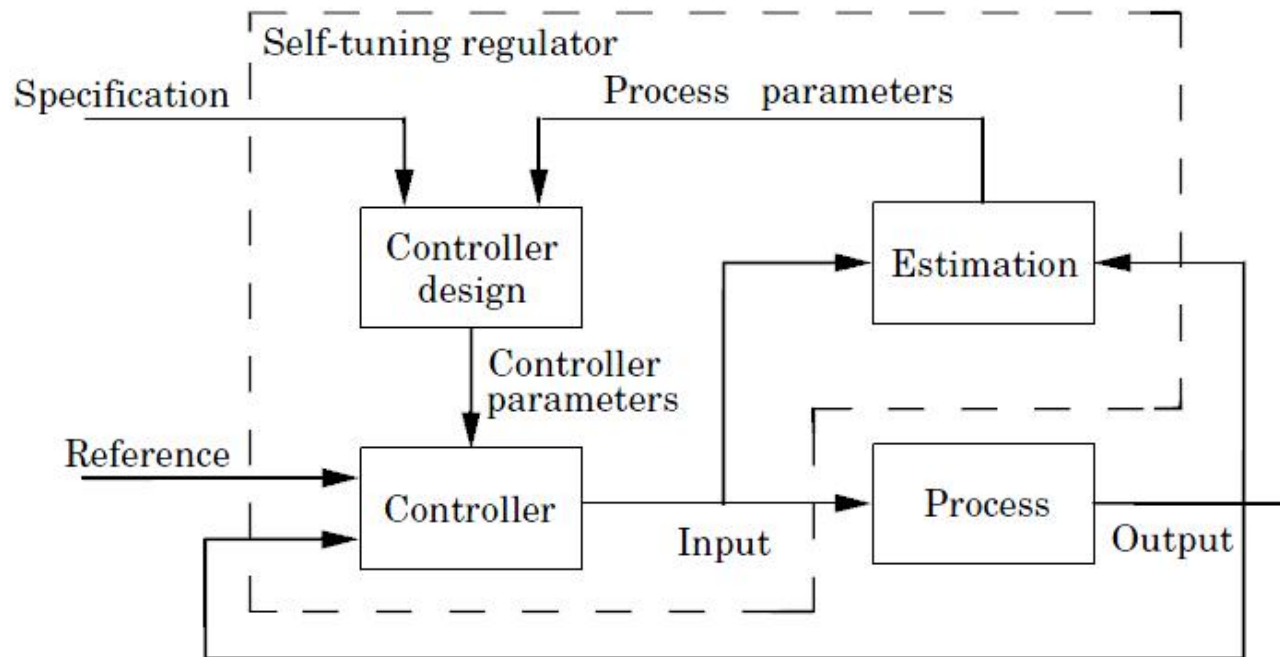 Self-tuning regulator
Specification
Process parameters
Controller
design
Estimation
Controller
parameters
Reference
Controller
Process
Input
Output